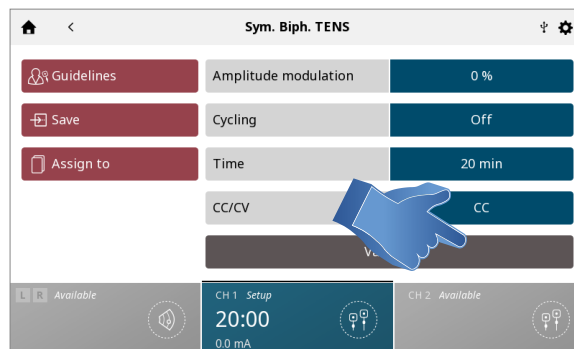 Sym. Biph. TENS
Guidelines
Amplitude modulation 0 %
Save
Cycling Off
Assign to
Time 20 min
CC/CV CC
L R Available
CH 1 Setup
20:00
0.0 mA
CH 2 Available